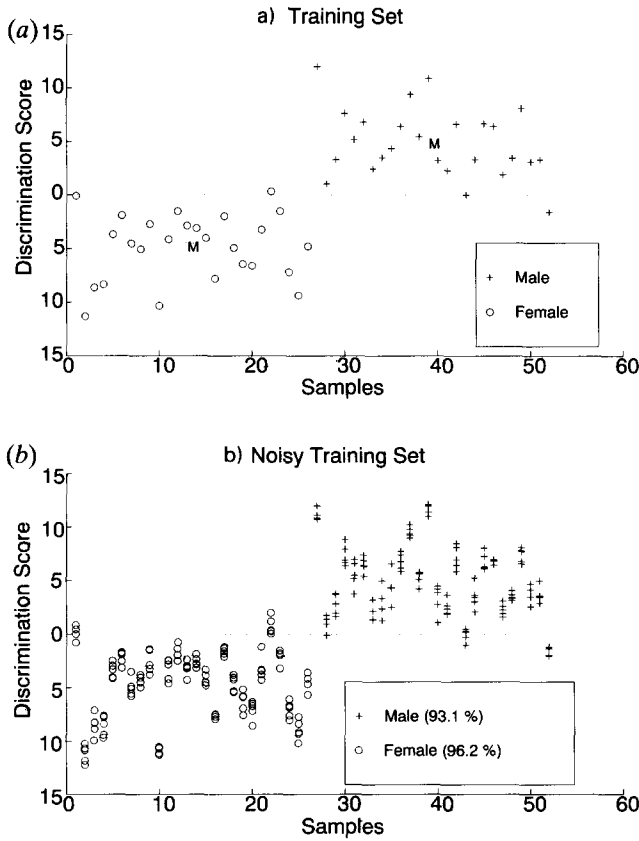 (a)
a) Training Set
15
10
5
0
5
10
15
Discrimination Score
M
M
+ Male
○ Female
0 10 20 30 40 50 60
Samples
(b)
b) Noisy Training Set
15
10
5
0
5
10
15
Discrimination Score
+ Male (93.1 %)
○ Female (96.2 %)
0 10 20 30 40 50 60
Samples